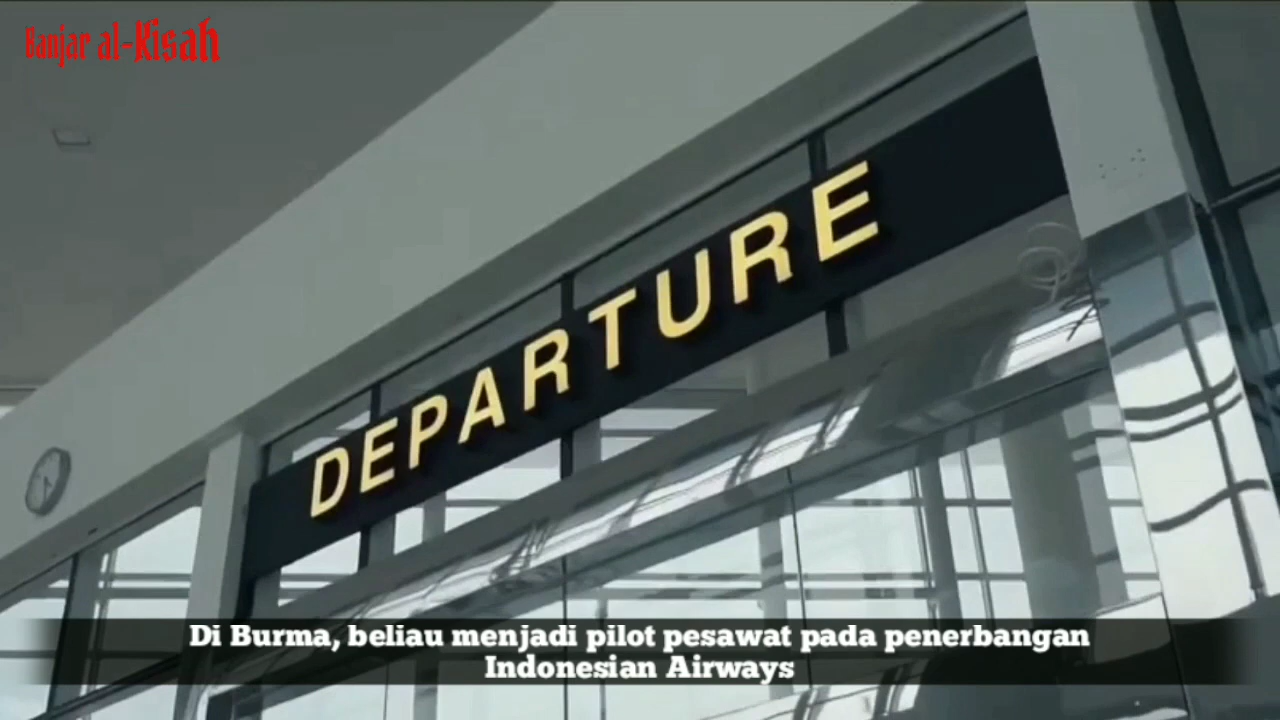 Banjar al-Kisah
DEPARTURE
Di Burma, beliau menjadi pilot pesawat pada penerbangan
Indonesian Airways